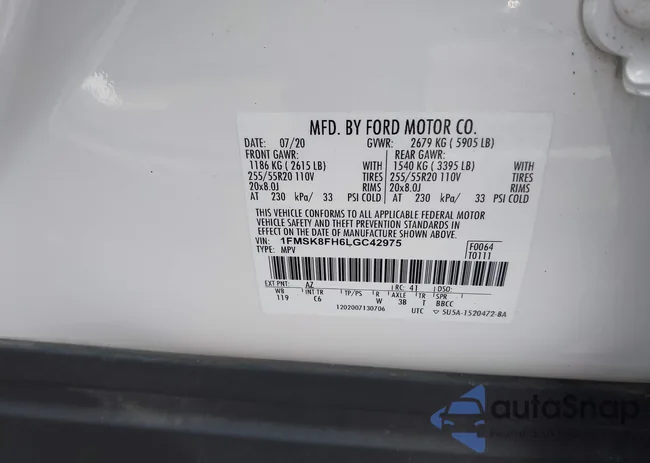 MFD. BY FORD MOTOR CO.
DATE: 07/20 GVWR: 2679 KG ( 5905 LB)
FRONT GAWR: REAR GAWR:
1186 KG ( 2615 LB) WITH 1540 KG ( 3395 LB) WITH
255/55R20 110V TIRES 255/55R20 110V TIRES
20x8.0J RIMS 20x8.0J RIMS
AT 230 kPa/ 33 PSI COLD AT 230 kPa/ 33 PSI COLD
THIS VEHICLE CONFORMS TO ALL APPLICABLE FEDERAL MOTOR
VEHICLE SAFETY AND THEFT PREVENTION STANDARDS IN
EFFECT ON THE DATE OF MANUFACTURE SHOWN ABOVE.
VIN: 1FMSK8FH6LGC42975 F0064
TYPE: MPV T0111
EXT PNT: AZ RC: 41 DSO:
WB INT TR TP/PS R AXLE TR SPR
119 C6 W 3B T BBCC
1202007130706 UTC ▽ SU5A-1520472-BA
autoSnap